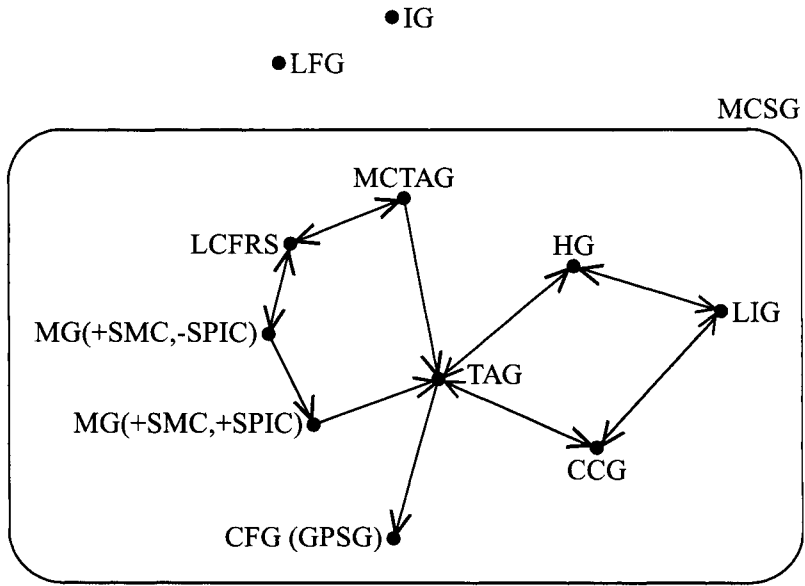 IG
LFG
MCSG
MCTAG
LCFRS
HG
LIG
MG(+SMC,-SPIC)
TAG
MG(+SMC,+SPIC)
CCG
CFG (GPSG)